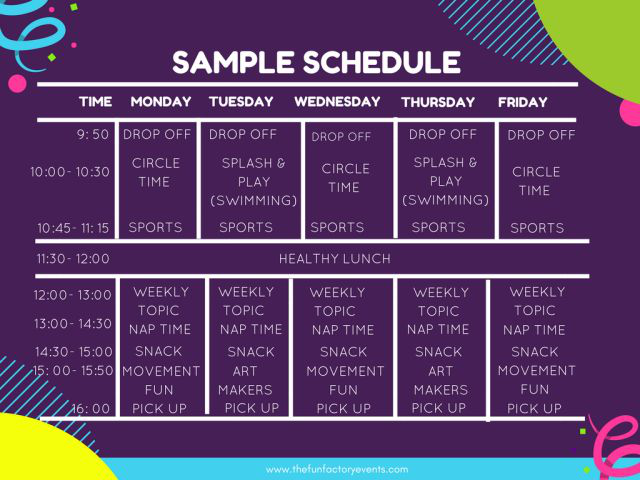 SAMPLE SCHEDULE
TIME MONDAY TUESDAY WEDNESDAY THURSDAY FRIDAY
9: 50 DROP OFF DROP OFF DROP OFF DROP OFF DROP OFF
10:00- 10:30 CIRCLE TIME SPLASH & PLAY (SWIMMING) CIRCLE TIME SPLASH & PLAY (SWIMMING) CIRCLE TIME
10:45- 11: 15 SPORTS SPORTS SPORTS SPORTS SPORTS
11:30- 12:00 HEALTHY LUNCH
12:00- 13:00 WEEKLY TOPIC WEEKLY TOPIC WEEKLY TOPIC WEEKLY TOPIC WEEKLY TOPIC
13:00- 14:30 NAP TIME NAP TIME NAP TIME NAP TIME NAP TIME
14:30- 15:00 SNACK SNACK SNACK SNACK SNACK
15: 00- 15:50 MOVEMENT FUN ART MAKERS MOVEMENT FUN ART MAKERS MOVEMENT FUN
16: 00 PICK UP PICK UP PICK UP PICK UP PICK UP
www.thefunfactoryevents.com